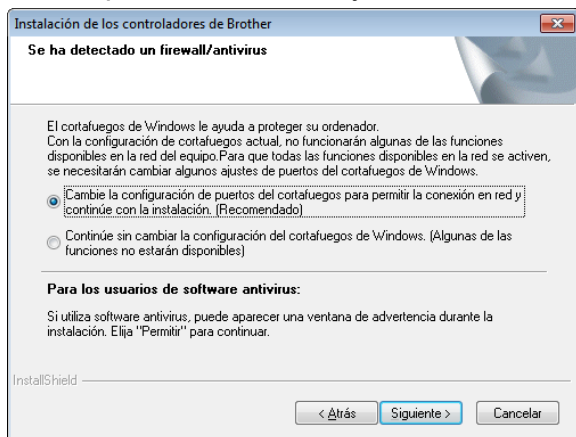 Instalación de los controladores de Brother
Se ha detectado un firewall/antivirus
El cortafuegos de Windows le ayuda a proteger su ordenador.
Con la configuración de cortafuegos actual, no funcionarán algunas de las funciones
disponibles en la red del equipo.Para que todas las funciones disponibles en la red se activen,
se necesitarán cambiar algunos ajustes de puertos del cortafuegos de Windows.
Cambie la configuración de puertos del cortafuegos para permitir la conexión en red y
continúe con la instalación. (Recomendado)
Continúe sin cambiar la configuración del cortafuegos de Windows. (Algunas de las
funciones no estarán disponibles)
Para los usuarios de software antivirus:
Si utiliza software antivirus, puede aparecer una ventana de advertencia durante la
instalación. Elija "Permitir" para continuar.
InstallShield
< Atrás Siguiente > Cancelar